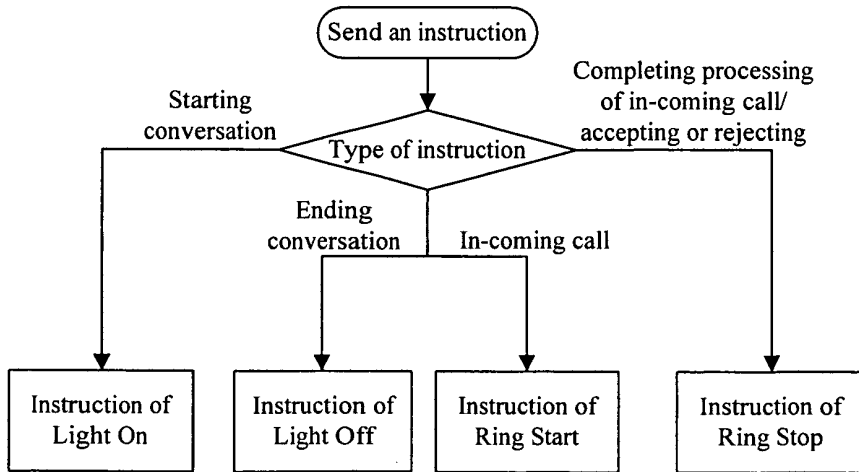 Send an instruction
Starting
conversation
Completing processing
of in-coming call/
accepting or rejecting
Type of instruction
Ending
conversation
In-coming call
Instruction of
Light On
Instruction of
Light Off
Instruction of
Ring Start
Instruction of
Ring Stop